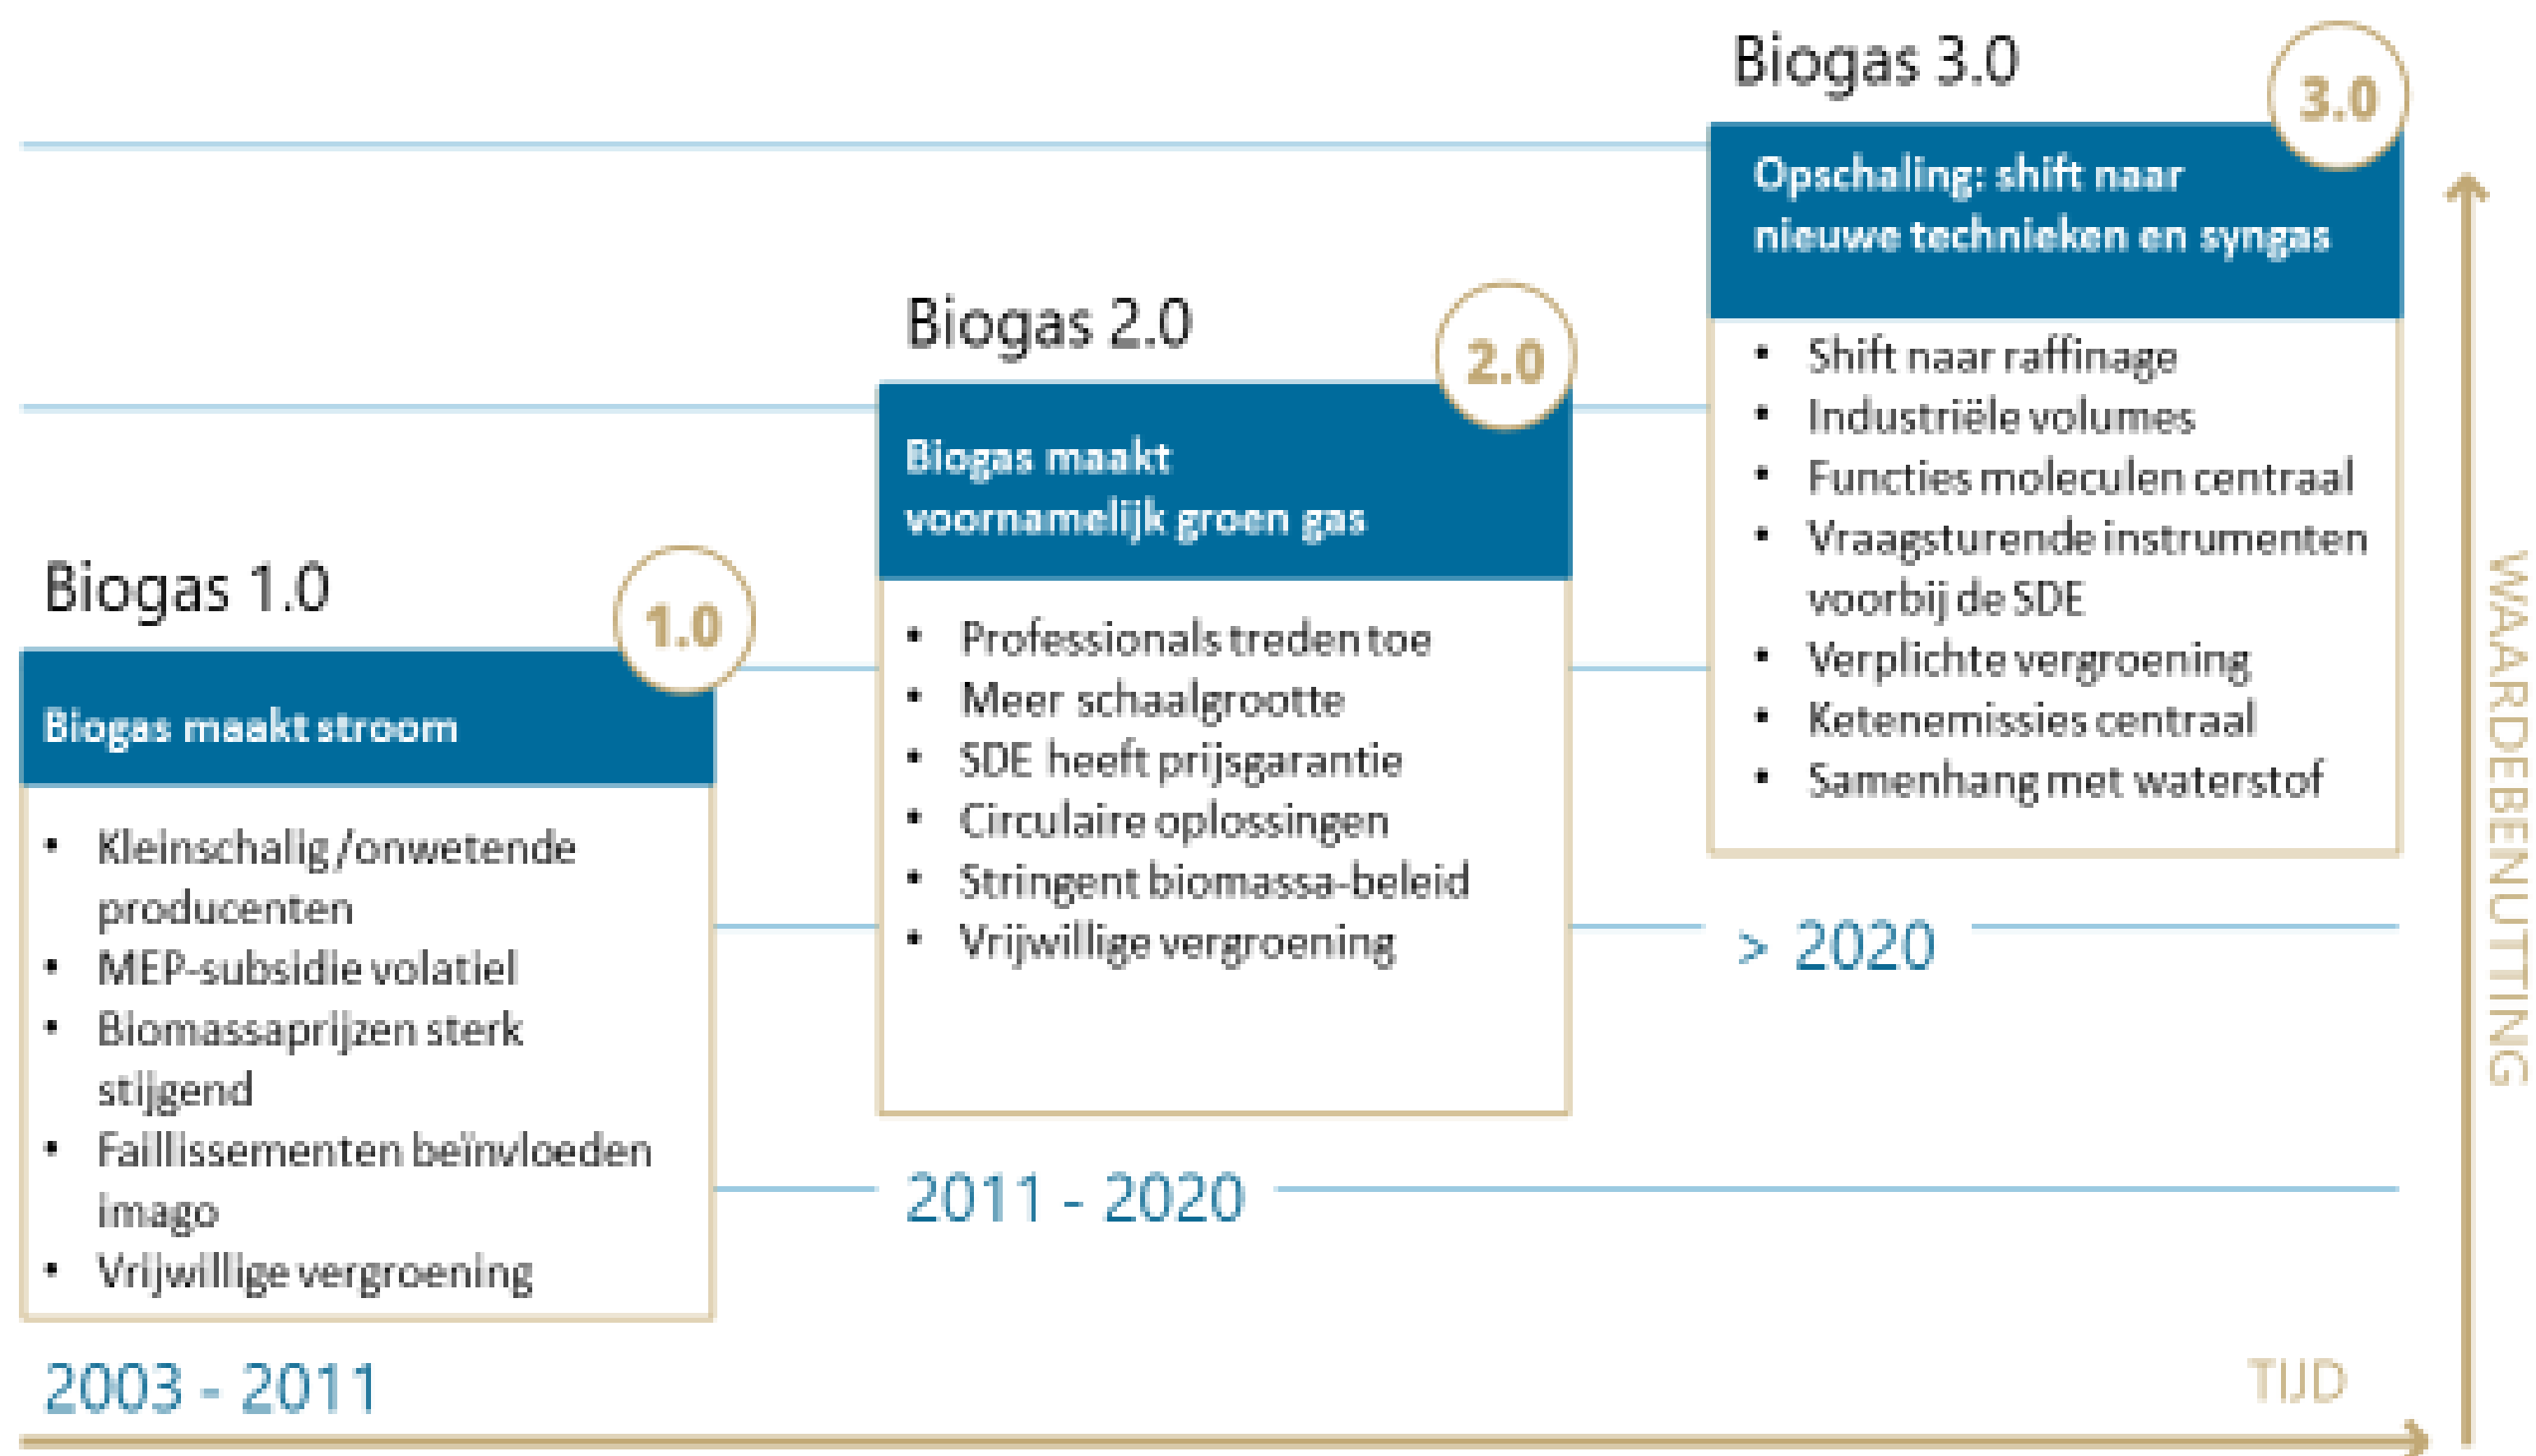 Biogas 1.0
1.0
Biogas maakt stroom
• Kleinschalig/onwetende
producenten
• MEP-subsidie volatiel
• Biomassaprijzen sterk
stijgend
• Faillissementen beïnvloeden
imago
• Vrijwillige vergroening
2003 - 2011
Biogas 2.0
2.0
Biogas maakt
voornamelijk groen gas
• Professionals treden toe
• Meer schaalgrootte
• SDE heeft prijsgarantie
• Circulaire oplossingen
• Stringent biomassa-beleid
• Vrijwillige vergroening
2011 - 2020
Biogas 3.0
3.0
Opschaling: shift naar
nieuwe technieken en syngas
• Shift naar raffinage
• Industriële volumes
• Functies moleculen centraal
• Vraagsturende instrumenten
voorbij de SDE
• Verplichte vergroening
• Ketenemissies centraal
• Samenhang met waterstof
> 2020
WAARDEBENUTTING
TIJD